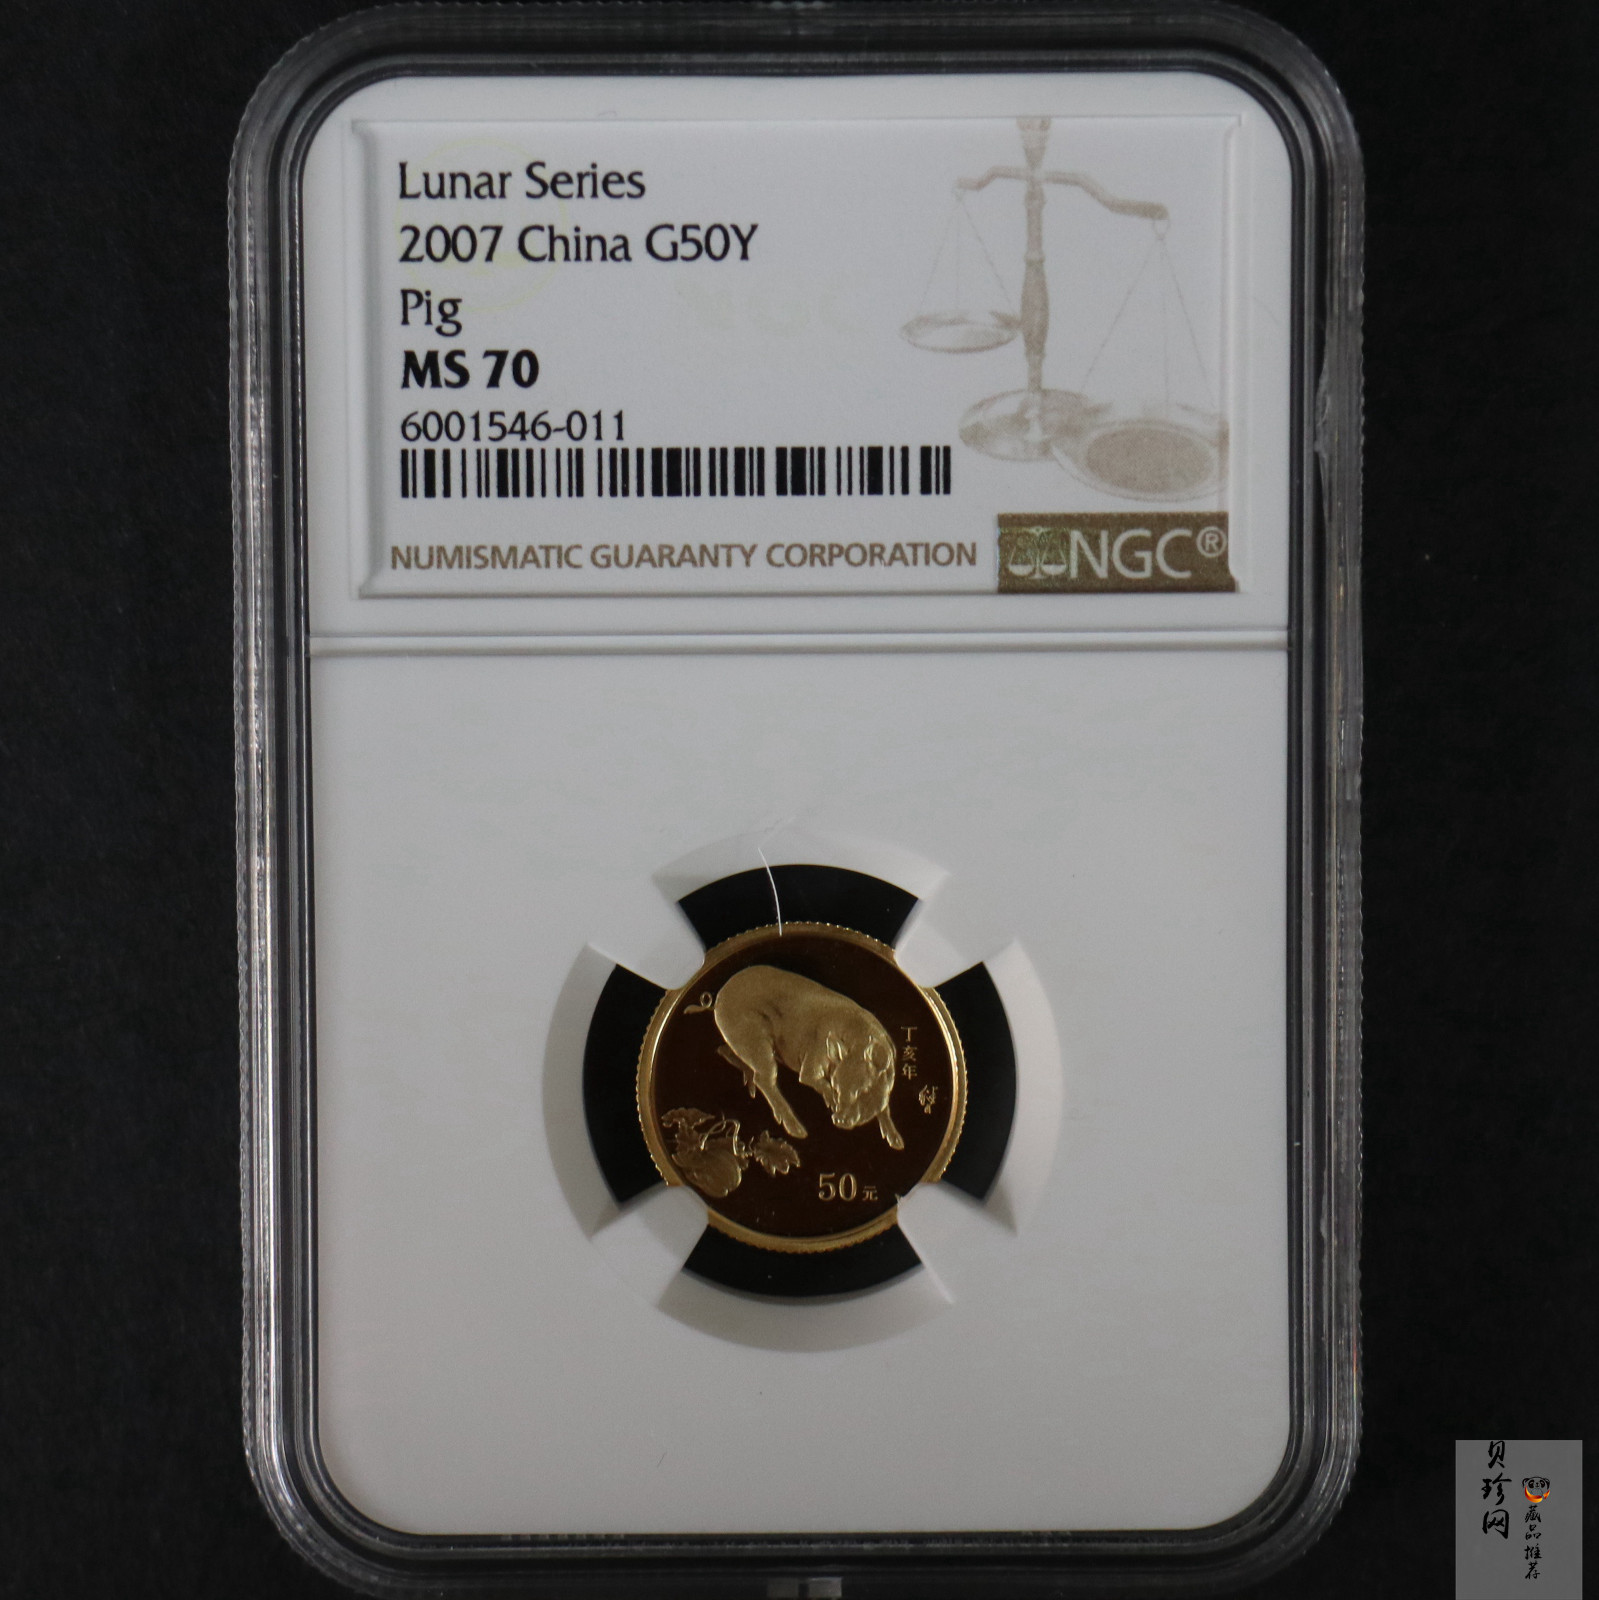 Lunar Series
2007 China G50Y
Pig
MS 70
6001546-011
NUMISMATIC GUARANTY CORPORATION
NGC®
丁亥年
50元
贝珍网
藏品推荐